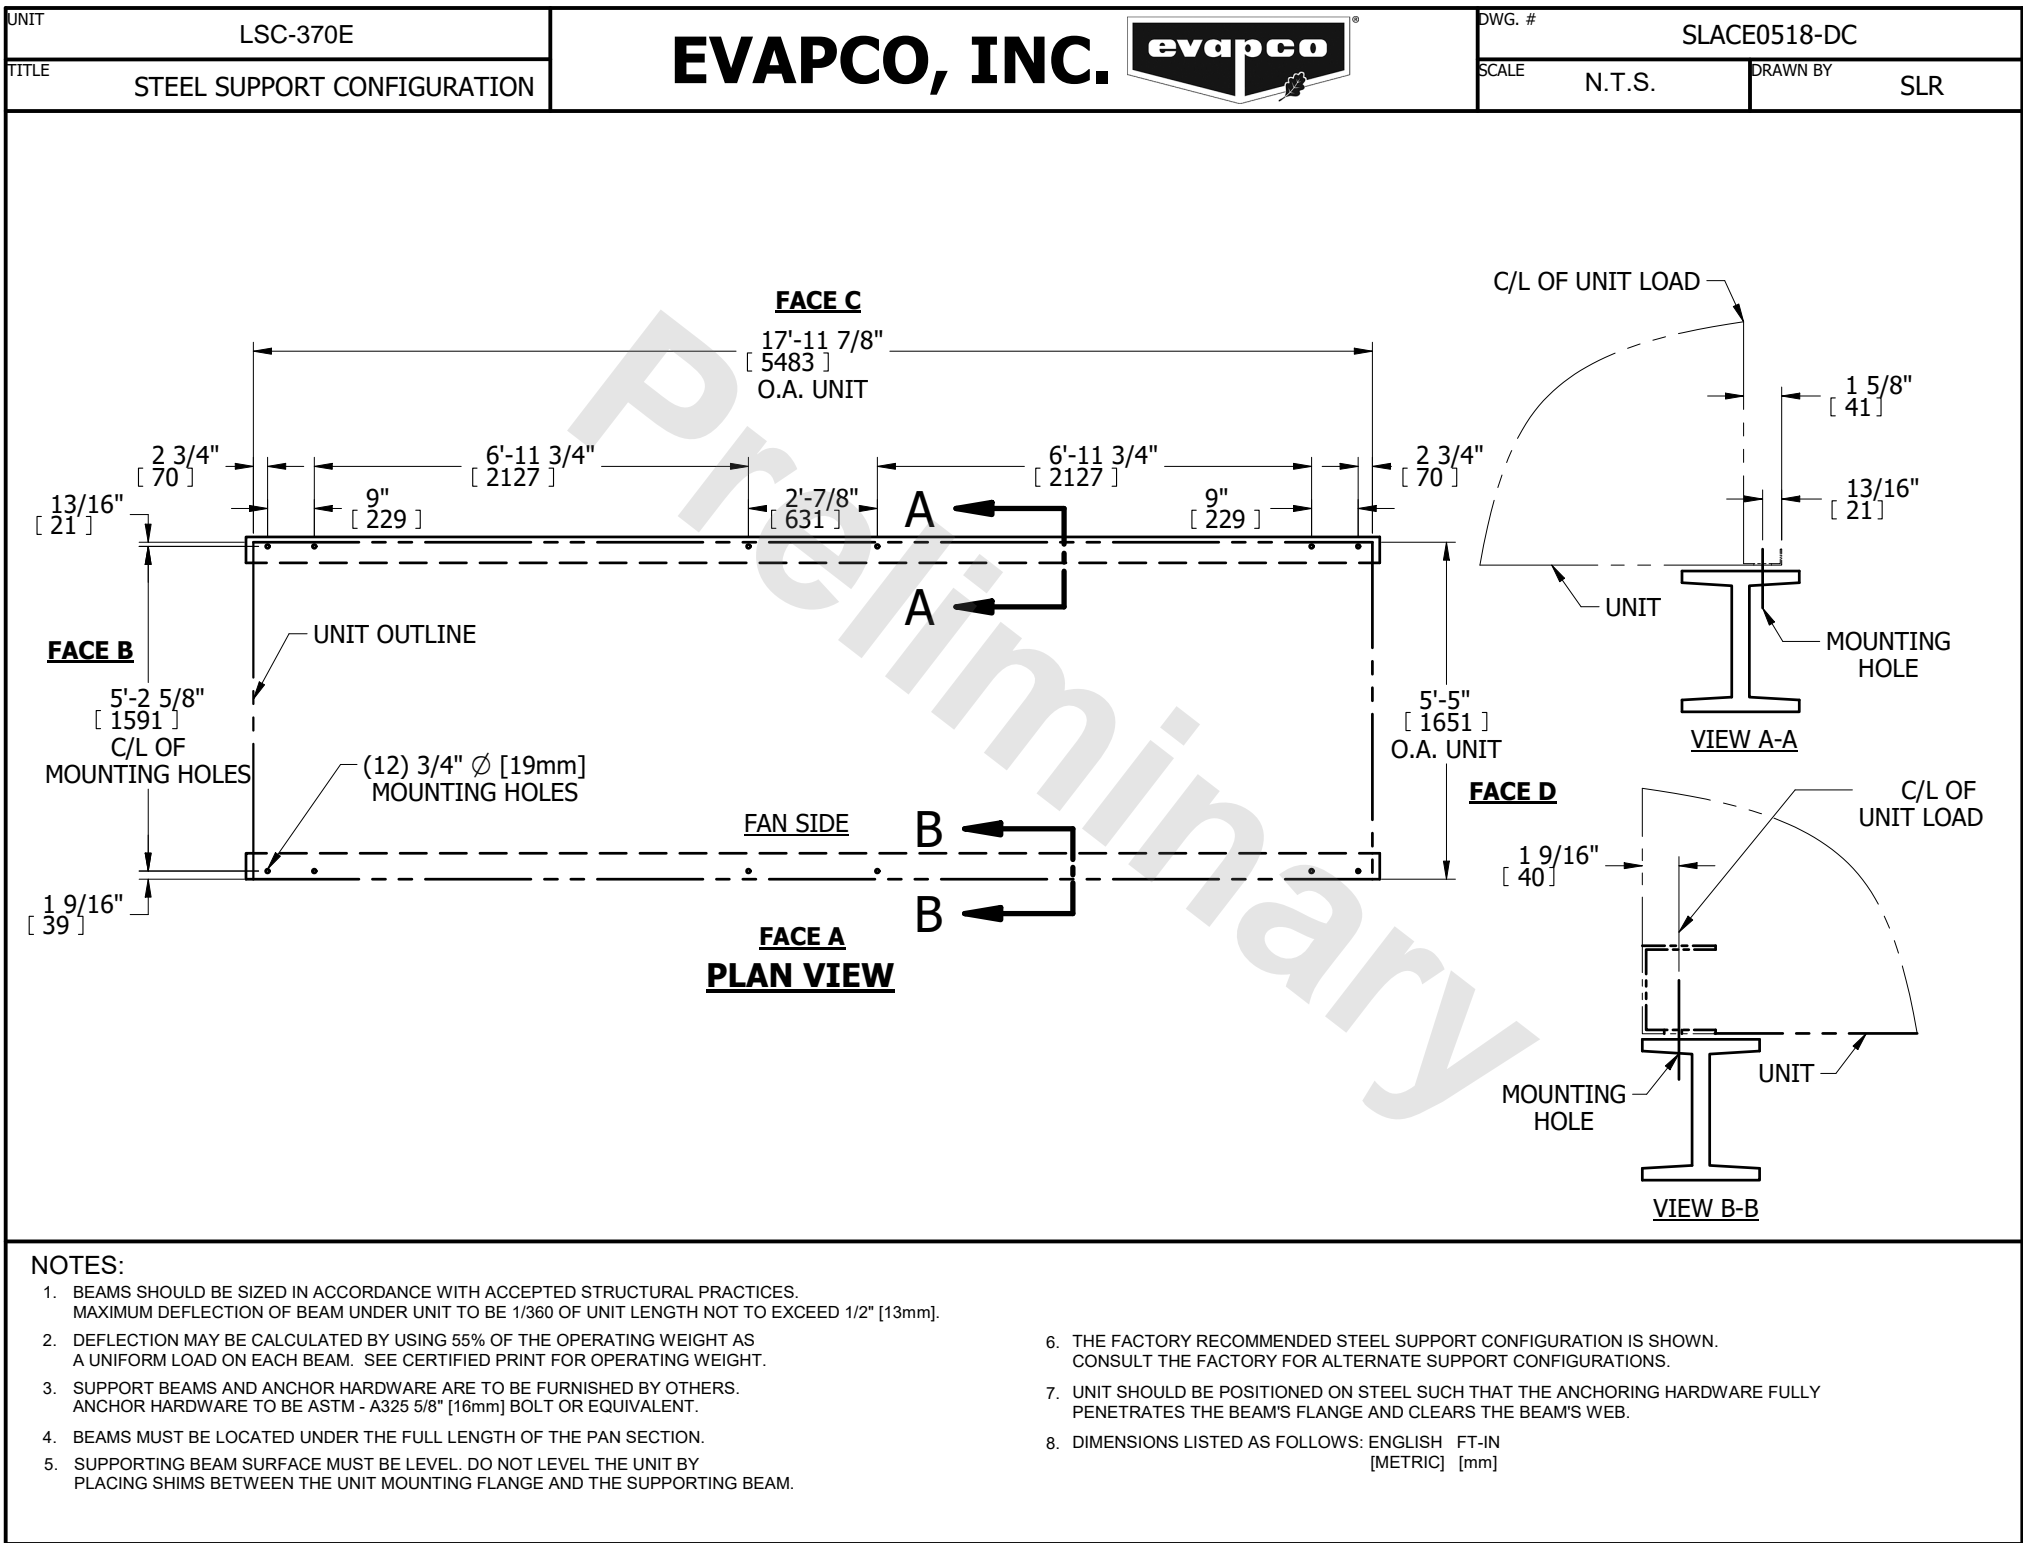 UNIT
LSC-370E
TITLE
STEEL SUPPORT CONFIGURATION
EVAPCO, INC.
evapco
®
DWG. #
SLACE0518-DC
SCALE
N.T.S.
DRAWN BY
SLR
FACE C
17'-11 7/8"
[ 5483 ]
O.A. UNIT
2 3/4"
[ 70 ]
6'-11 3/4"
[ 2127 ]
6'-11 3/4"
[ 2127 ]
2 3/4"
[ 70 ]
13/16"
[ 21 ]
9"
[ 229 ]
2'-7/8"
[ 631 ]
9"
[ 229 ]
A
A
UNIT OUTLINE
FACE B
5'-2 5/8"
[ 1591 ]
C/L OF
MOUNTING HOLES
(12) 3/4" ∅ [19mm]
MOUNTING HOLES
5'-5"
[ 1651 ]
O.A. UNIT
FACE D
FAN SIDE
B
B
1 9/16"
[ 39 ]
FACE A
PLAN VIEW
C/L OF UNIT LOAD
1 5/8"
[ 41 ]
13/16"
[ 21 ]
UNIT
MOUNTING
HOLE
VIEW A-A
C/L OF
UNIT LOAD
1 9/16"
[ 40 ]
UNIT
MOUNTING
HOLE
VIEW B-B
Preliminary
NOTES:
1. BEAMS SHOULD BE SIZED IN ACCORDANCE WITH ACCEPTED STRUCTURAL PRACTICES.
MAXIMUM DEFLECTION OF BEAM UNDER UNIT TO BE 1/360 OF UNIT LENGTH NOT TO EXCEED 1/2" [13mm].
2. DEFLECTION MAY BE CALCULATED BY USING 55% OF THE OPERATING WEIGHT AS
A UNIFORM LOAD ON EACH BEAM. SEE CERTIFIED PRINT FOR OPERATING WEIGHT.
3. SUPPORT BEAMS AND ANCHOR HARDWARE ARE TO BE FURNISHED BY OTHERS.
ANCHOR HARDWARE TO BE ASTM - A325 5/8" [16mm] BOLT OR EQUIVALENT.
4. BEAMS MUST BE LOCATED UNDER THE FULL LENGTH OF THE PAN SECTION.
5. SUPPORTING BEAM SURFACE MUST BE LEVEL. DO NOT LEVEL THE UNIT BY
PLACING SHIMS BETWEEN THE UNIT MOUNTING FLANGE AND THE SUPPORTING BEAM.
6. THE FACTORY RECOMMENDED STEEL SUPPORT CONFIGURATION IS SHOWN.
CONSULT THE FACTORY FOR ALTERNATE SUPPORT CONFIGURATIONS.
7. UNIT SHOULD BE POSITIONED ON STEEL SUCH THAT THE ANCHORING HARDWARE FULLY
PENETRATES THE BEAM'S FLANGE AND CLEARS THE BEAM'S WEB.
8. DIMENSIONS LISTED AS FOLLOWS: ENGLISH FT-IN
[METRIC] [mm]